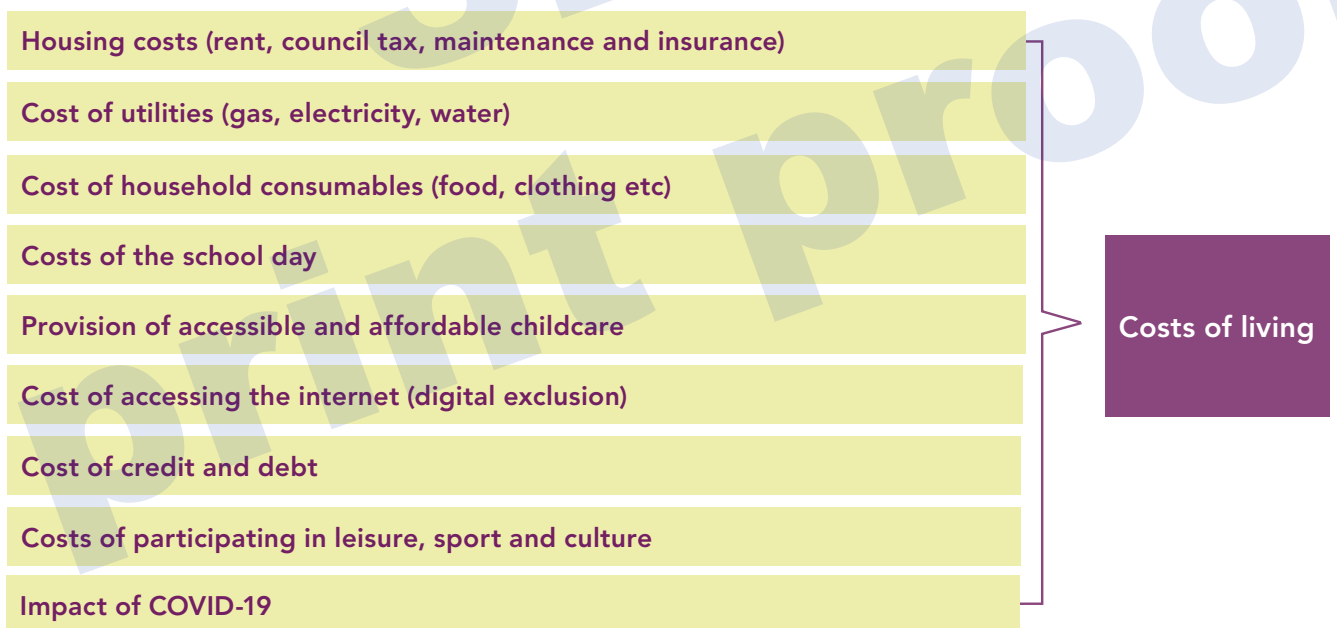 Housing costs (rent, council tax, maintenance and insurance)
Cost of utilities (gas, electricity, water)
Cost of household consumables (food, clothing etc)
Costs of the school day
Provision of accessible and affordable childcare
Cost of accessing the internet (digital exclusion)
Cost of credit and debt
Costs of participating in leisure, sport and culture
Impact of COVID-19
Costs of living
print